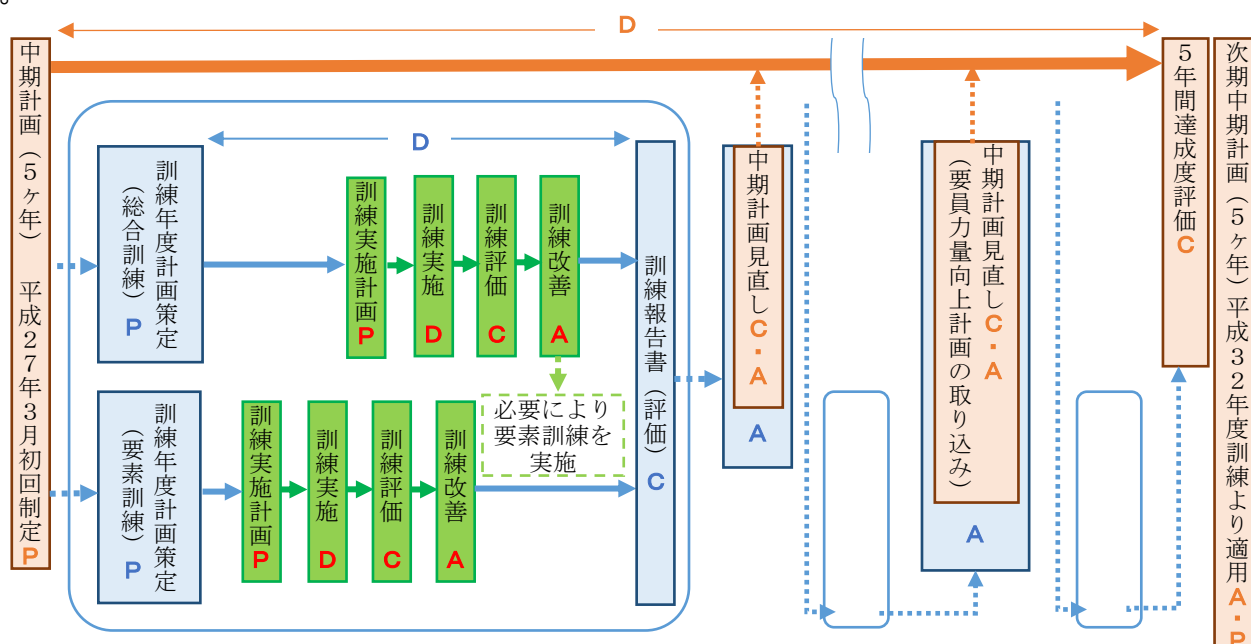 。
D
中期計画（５ヶ年）　平成２７年３月初回制定 P
D
訓練年度計画策定
（総合訓練） P
訓練実施計画 P
訓練実施 D
訓練評価 C
訓練改善 A
必要により
要素訓練を
実施
訓練年度計画策定
（要素訓練） P
訓練実施計画 P
訓練実施 D
訓練評価 C
訓練改善 A
訓練報告書（評価） C
中期計画見直し C・A
A
中期計画見直し C・A
（要員力量向上計画の取り込み）
A
５年間達成度評価 C
次期中期計画（５ヶ年）平成３２年度訓練より適用 A・P